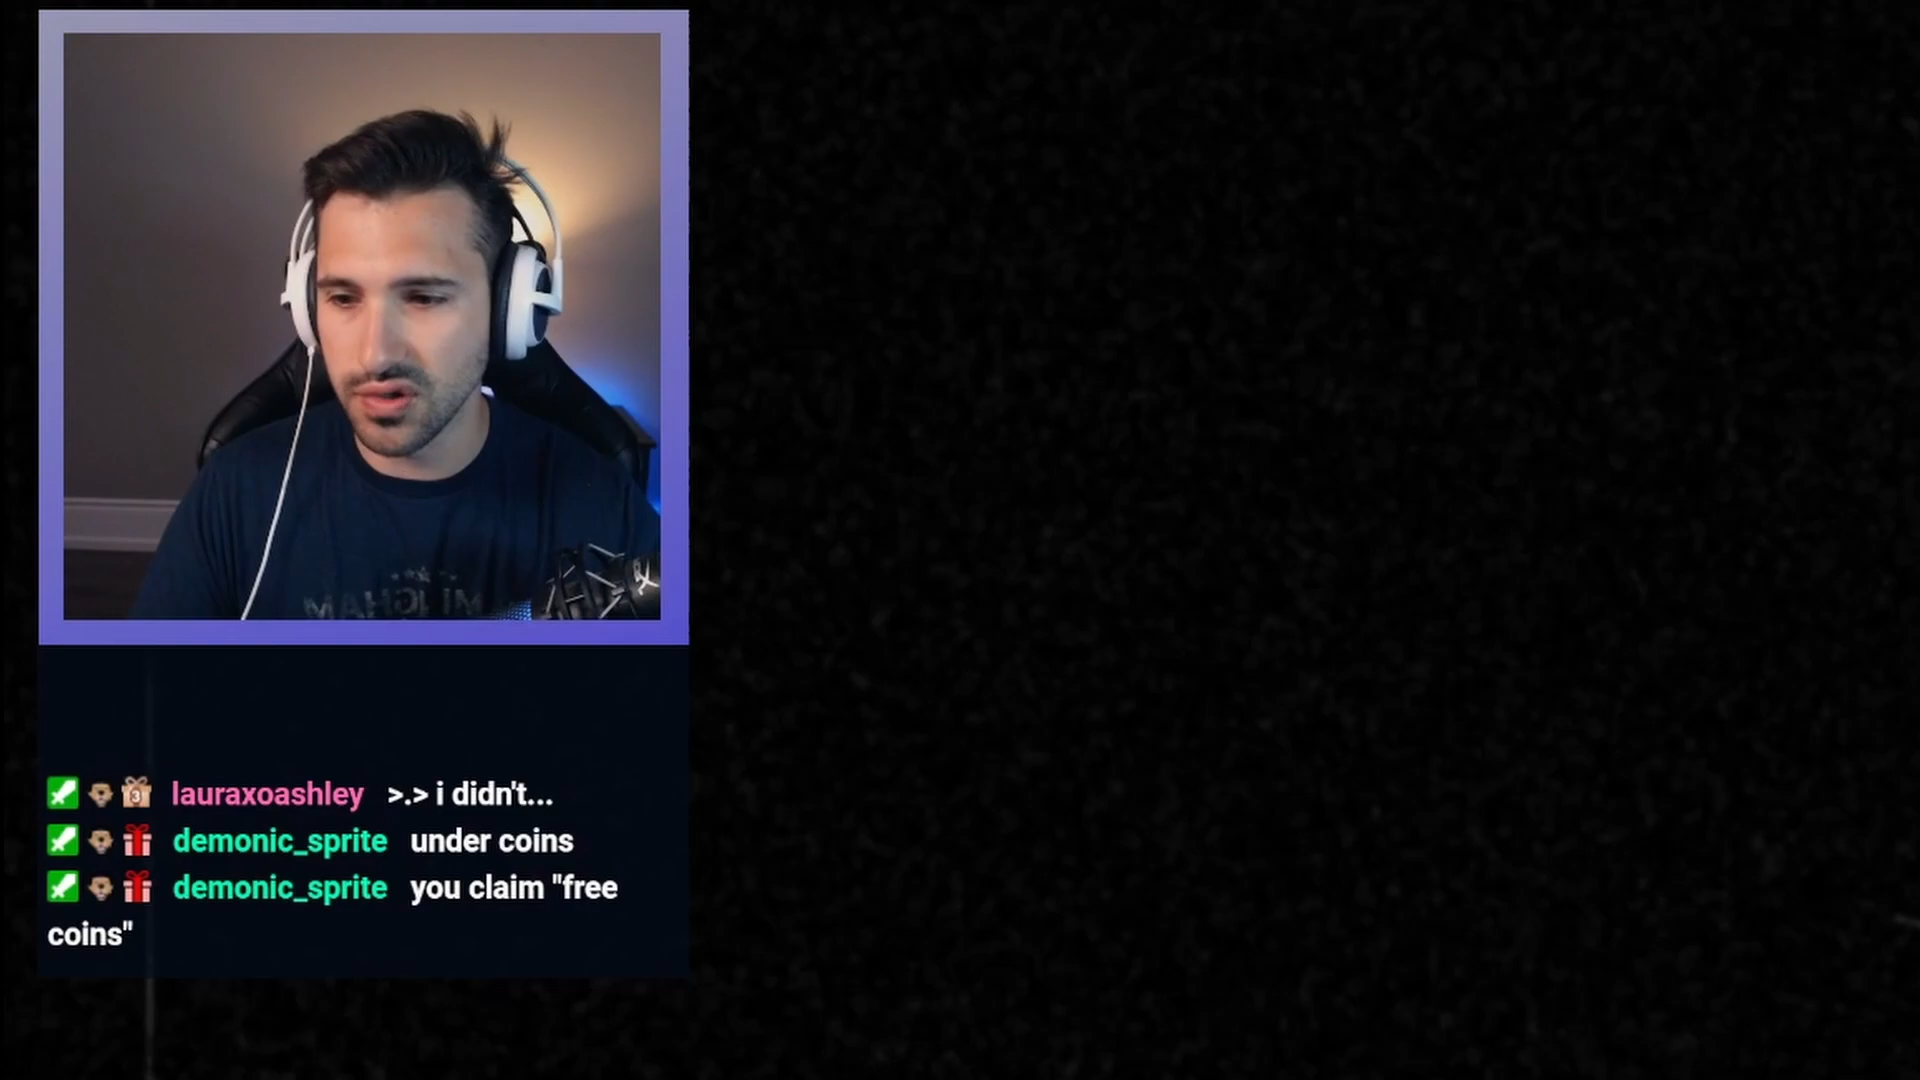 lauraxoashley >.> i didn't...
demonic_sprite under coins
demonic_sprite you claim "free
coins"